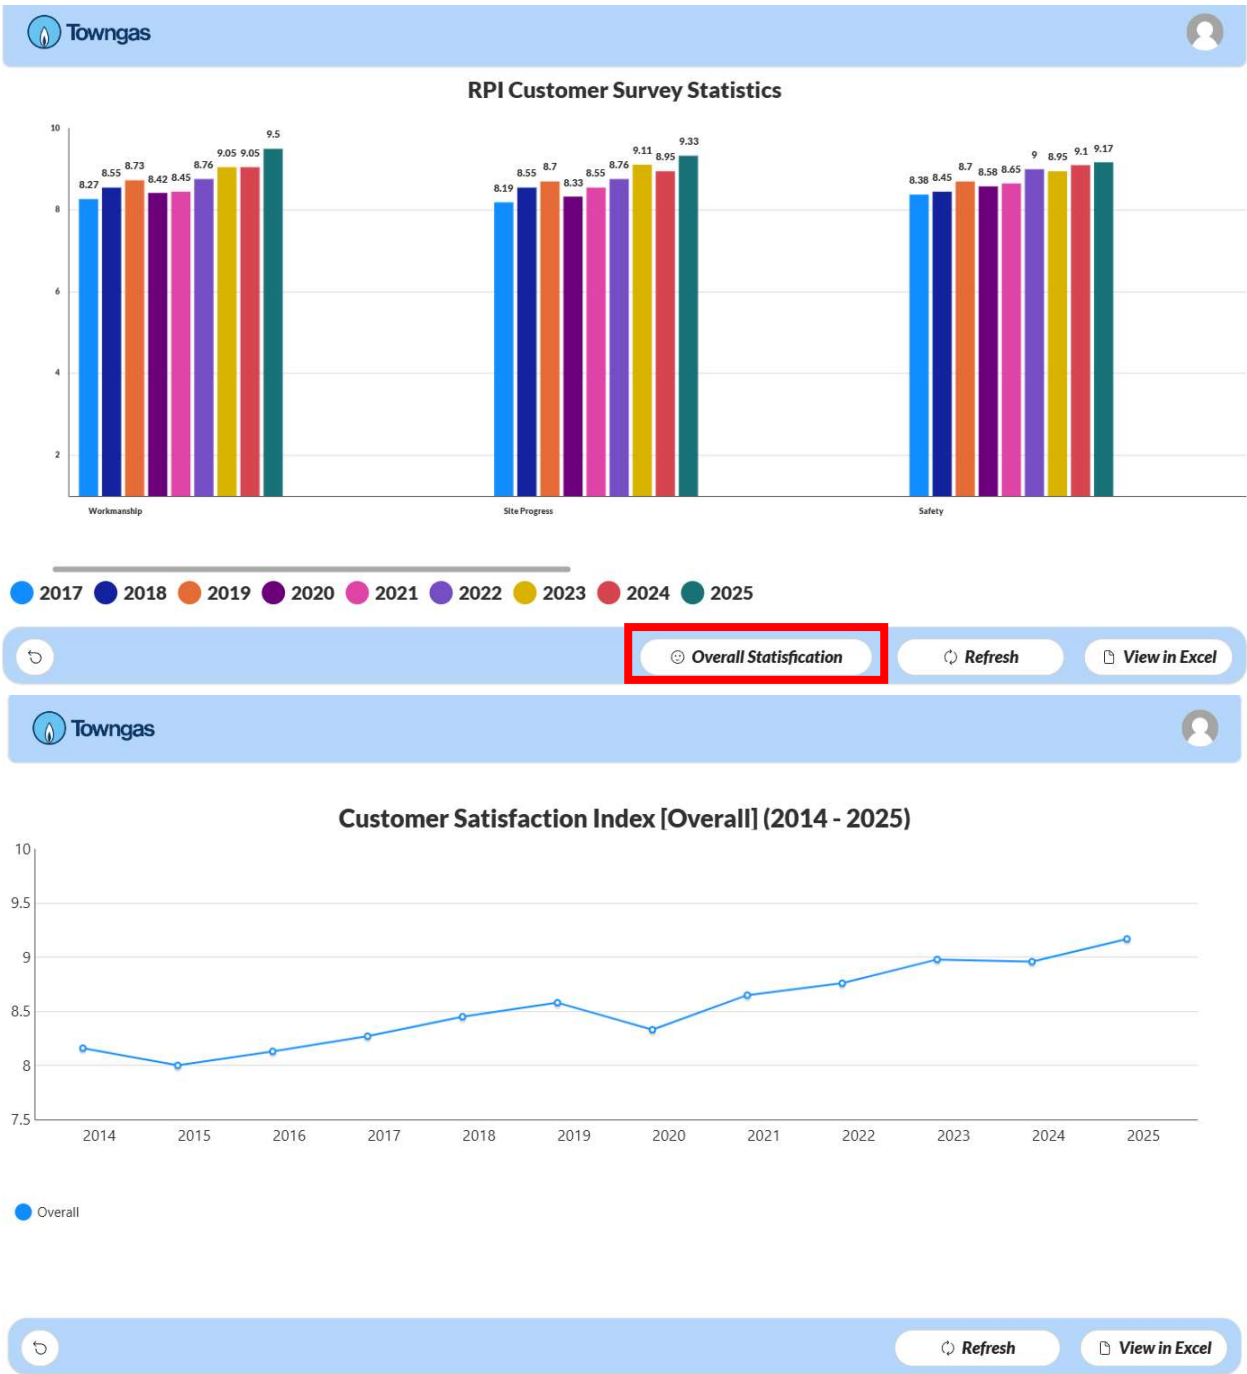 Towngas
RPI Customer Survey Statistics
10
8
6
4
2
8.27 8.55 8.73 8.42 8.45 8.76 9.05 9.05 9.5
8.19 8.55 8.7 8.33 8.55 8.76 9.11 8.95 9.33
8.38 8.45 8.7 8.58 8.65 9 8.95 9.1 9.17
Workmanship Site Progress Safety
2017 2018 2019 2020 2021 2022 2023 2024 2025
Overall Statisfication Refresh View in Excel
Towngas
Customer Satisfaction Index [Overall] (2014 - 2025)
10
9.5
9
8.5
8
7.5
2014 2015 2016 2017 2018 2019 2020 2021 2022 2023 2024 2025
Overall
Refresh View in Excel